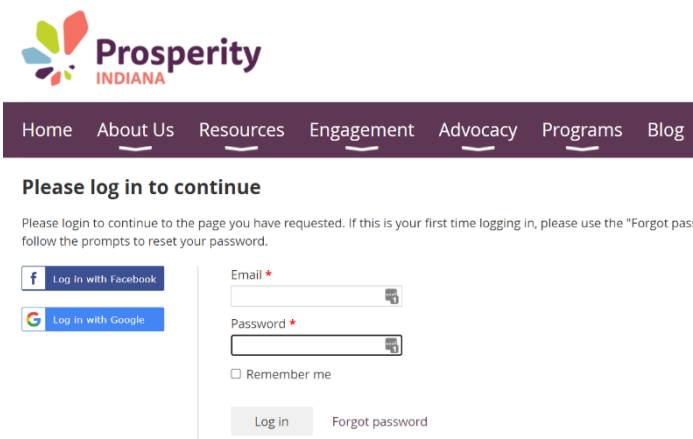 Prosperity
INDIANA
Home About Us Resources Engagement Advocacy Programs Blog
Please log in to continue
Please login to continue to the page you have requested. If this is your first time logging in, please use the "Forgot
follow the prompts to reset your password.
f Log in with Facebook
G Log in with Google
Email *
Password *
Remember me
Log in Forgot password